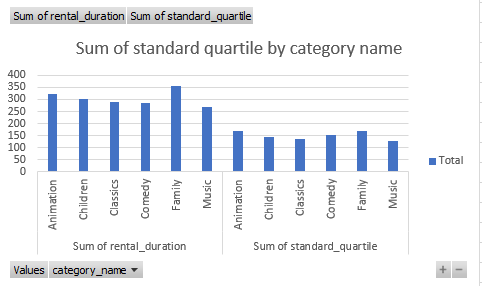 Sum of rental_duration Sum of standard_quartile
Sum of standard quartile by category name
400
350
300
250
200
150
100
50
0
Animation
Children
Classics
Comedy
Family
Music
Animation
Children
Classics
Comedy
Family
Music
Sum of rental_duration
Sum of standard_quartile
Total
Values category_name